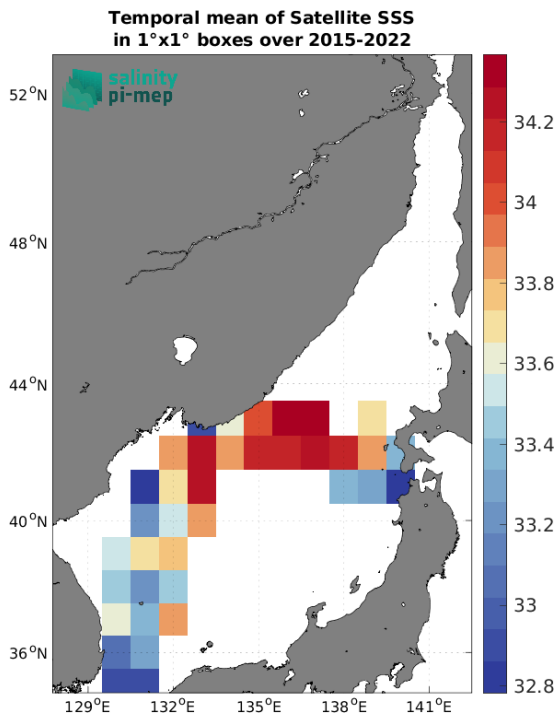 Temporal mean of Satellite SSS
in 1°x1° boxes over 2015-2022
salinity
pi-mep
52°N
48°N
44°N
40°N
36°N
129°E 132°E 135°E 138°E 141°E
34.2
34
33.8
33.6
33.4
33.2
33
32.8